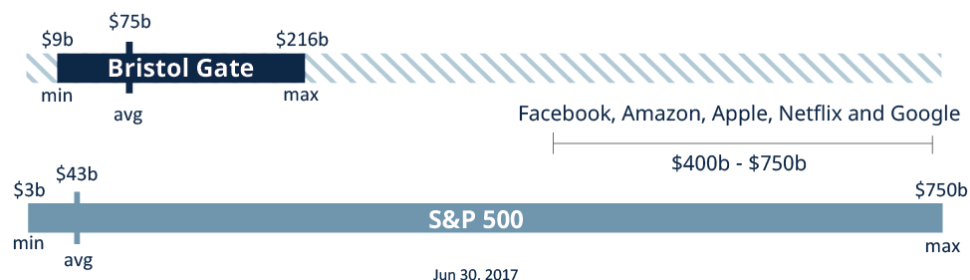 $75b
$9b
$216b
Bristol Gate
min
max
avg
Facebook, Amazon, Apple, Netflix and Google
$400b - $750b
$43b
$3b
$750b
S&P 500
min
max
avg
Jun 30, 2017